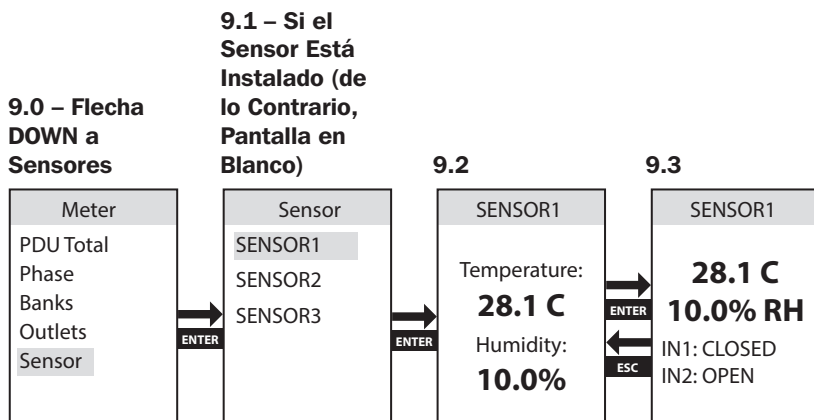 9.0 – Flecha
DOWN a
Sensores
Meter
PDU Total
Phase
Banks
Outlets
Sensor
ENTER
9.1 – Si el
Sensor Está
Instalado (de
lo Contrario,
Pantalla en
Blanco)
Sensor
SENSOR1
SENSOR2
SENSOR3
ENTER
9.2
SENSOR1
Temperature:
28.1 C
Humidity:
10.0%
ENTER
ESC
9.3
SENSOR1
28.1 C
10.0% RH
IN1: CLOSED
IN2: OPEN